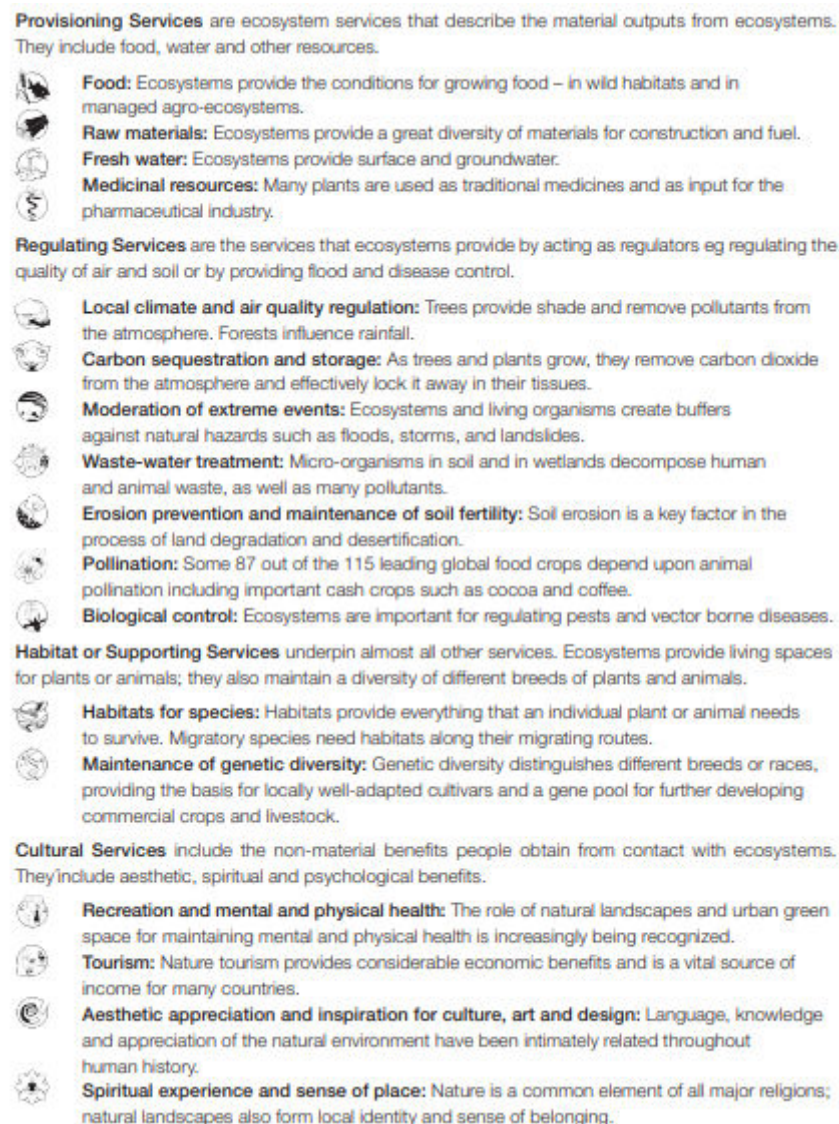 Provisioning Services are ecosystem services that describe the material outputs from ecosystems.
They include food, water and other resources.
Food: Ecosystems provide the conditions for growing food – in wild habitats and in
managed agro-ecosystems.
Raw materials: Ecosystems provide a great diversity of materials for construction and fuel.
Fresh water: Ecosystems provide surface and groundwater.
Medicinal resources: Many plants are used as traditional medicines and as input for the
pharmaceutical industry.
Regulating Services are the services that ecosystems provide by acting as regulators eg regulating the
quality of air and soil or by providing flood and disease control.
Local climate and air quality regulation: Trees provide shade and remove pollutants from
the atmosphere. Forests influence rainfall.
Carbon sequestration and storage: As trees and plants grow, they remove carbon dioxide
from the atmosphere and effectively lock it away in their tissues.
Moderation of extreme events: Ecosystems and living organisms create buffers
against natural hazards such as floods, storms, and landslides.
Waste-water treatment: Micro-organisms in soil and in wetlands decompose human
and animal waste, as well as many pollutants.
Erosion prevention and maintenance of soil fertility: Soil erosion is a key factor in the
process of land degradation and desertification.
Pollination: Some 87 out of the 115 leading global food crops depend upon animal
pollination including important cash crops such as cocoa and coffee.
Biological control: Ecosystems are important for regulating pests and vector borne diseases.
Habitat or Supporting Services underpin almost all other services. Ecosystems provide living spaces
for plants or animals; they also maintain a diversity of different breeds of plants and animals.
Habitats for species: Habitats provide everything that an individual plant or animal needs
to survive. Migratory species need habitats along their migrating routes.
Maintenance of genetic diversity: Genetic diversity distinguishes different breeds or races,
providing the basis for locally well-adapted cultivars and a gene pool for further developing
commercial crops and livestock.
Cultural Services include the non-material benefits people obtain from contact with ecosystems.
They include aesthetic, spiritual and psychological benefits.
Recreation and mental and physical health: The role of natural landscapes and urban green
space for maintaining mental and physical health is increasingly being recognized.
Tourism: Nature tourism provides considerable economic benefits and is a vital source of
income for many countries.
Aesthetic appreciation and inspiration for culture, art and design: Language, knowledge
and appreciation of the natural environment have been intimately related throughout
human history.
Spiritual experience and sense of place: Nature is a common element of all major religions;
natural landscapes also form local identity and sense of belonging.